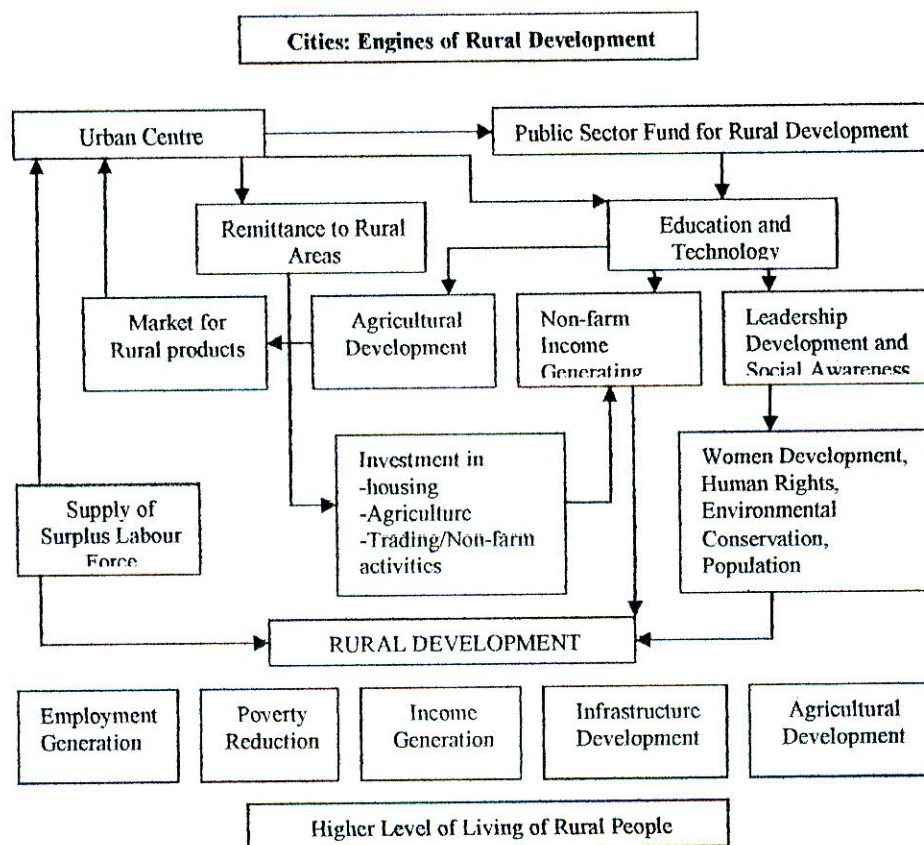 Cities: Engines of Rural Development
Urban Centre
Public Sector Fund for Rural Development
Remittance to Rural
Areas
Education and
Technology
Market for
Rural products
Agricultural
Development
Non-farm
Income
Generating
Leadership
Development and
Social Awareness
Supply of
Surplus Labour
Force
Investment in
-housing
-Agriculture
-Trading/Non-farm
activities
Women Development,
Human Rights,
Environmental
Conservation,
Population
RURAL DEVELOPMENT
Employment
Generation
Poverty
Reduction
Income
Generation
Infrastructure
Development
Agricultural
Development
Higher Level of Living of Rural People